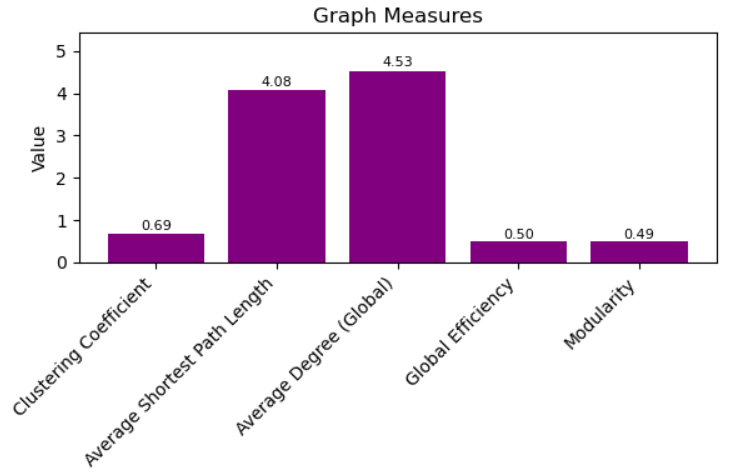 Graph Measures
Value
5
4
3
2
1
0
0.69
4.08
4.53
0.50
0.49
Clustering Coefficient
Average Shortest Path Length
Average Degree (Global)
Global Efficiency
Modularity